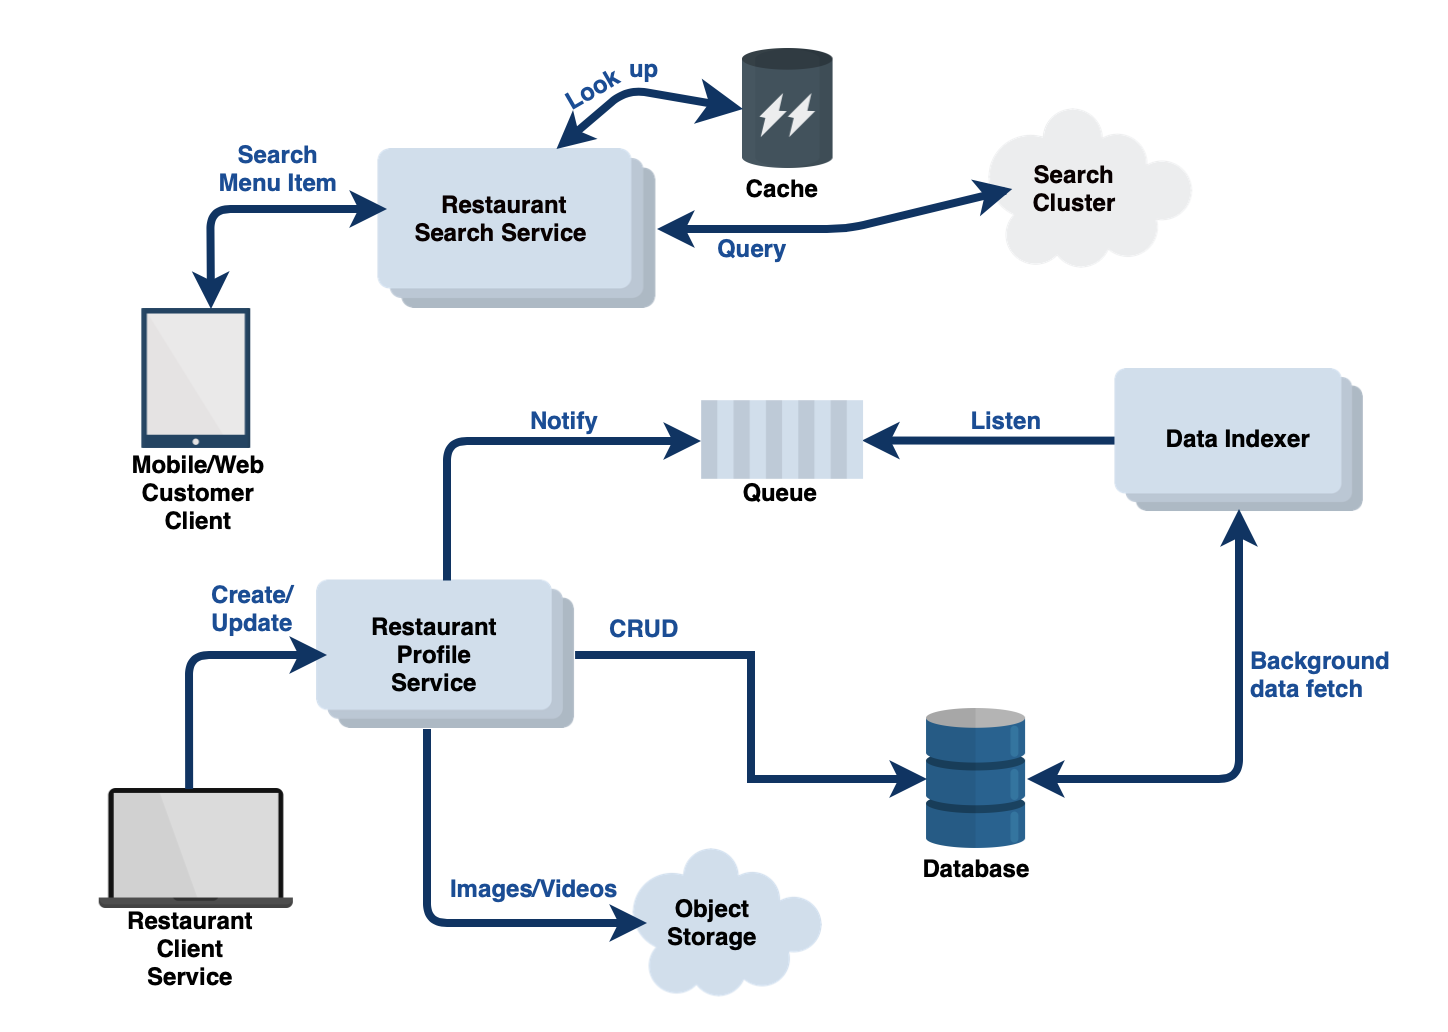 Look up
Cache
Search
Menu Item
Restaurant
Search Service
Query
Search
Cluster
Mobile/Web
Customer
Client
Notify
Queue
Listen
Data Indexer
Create/
Update
Restaurant
Profile
Service
CRUD
Background
data fetch
Database
Restaurant
Client
Service
Images/Videos
Object
Storage